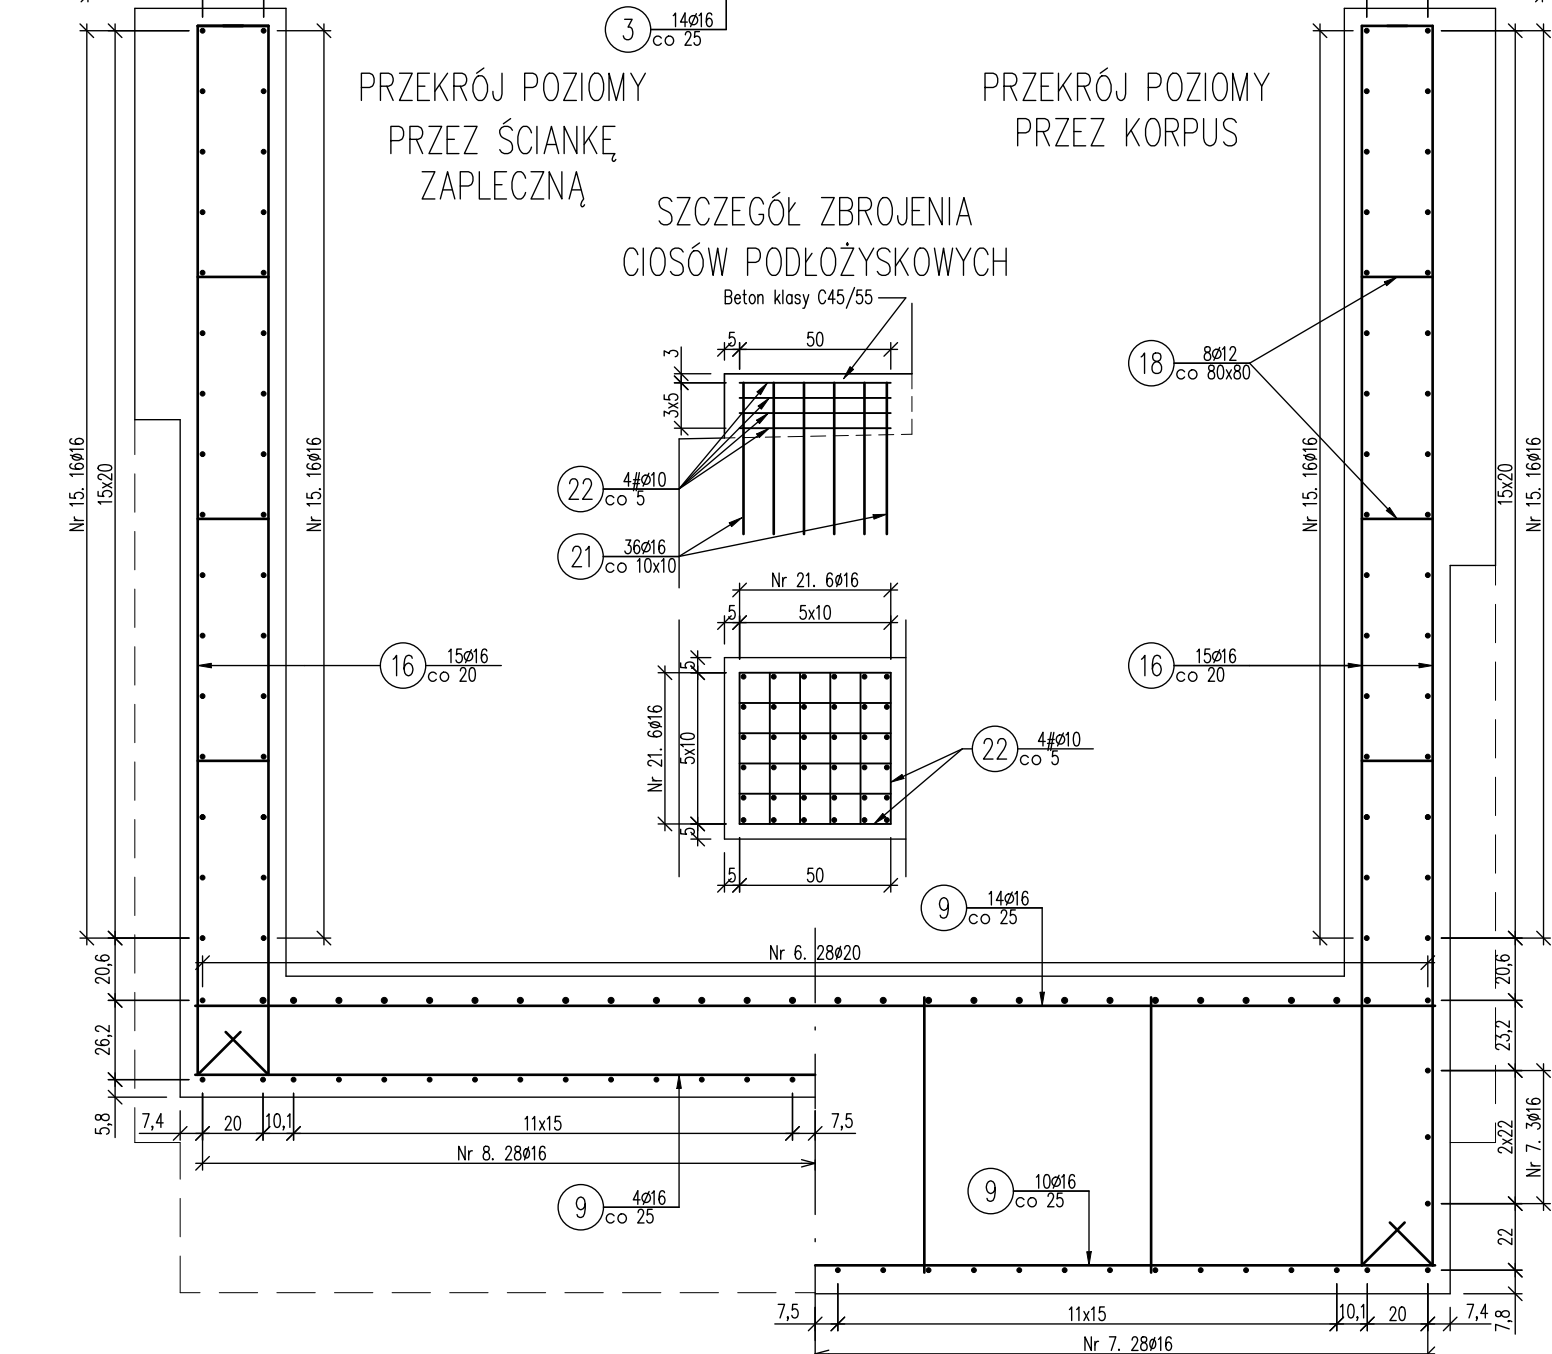 3
14ø16
co 25
PRZEKRÓJ POZIOMY
PRZEZ ŚCIANKĘ
ZAPLECZNĄ
PRZEKRÓJ POZIOMY
PRZEZ KORPUS
SZCZEGÓŁ ZBROJENIA
CIOSÓW PODŁOŻYSKOWYCH
Beton klasy C45/55
5
50
3
3x5
22
4#ø10
co 5
21
36ø16
co 10x10
18
8ø12
co 80x80
Nr 15. 16ø16
15x20
Nr 15. 16ø16
Nr 15. 16ø16
15x20
Nr 15. 16ø16
Nr 21. 6ø16
5
5x10
16
15ø16
co 20
16
15ø16
co 20
5
Nr 21. 6ø16
5x10
5
22
4#ø10
co 5
5
50
9
14ø16
co 25
Nr 6. 28ø20
20,6
26,2
5,8
20,6
23,2
2x22
Nr 7. 3ø16
22
7,8
7,4
20
10,1
11x15
7,5
Nr 8. 28ø16
9
4ø16
co 25
9
10ø16
co 25
7,5
11x15
10,1
20
7,4
Nr 7. 28ø16